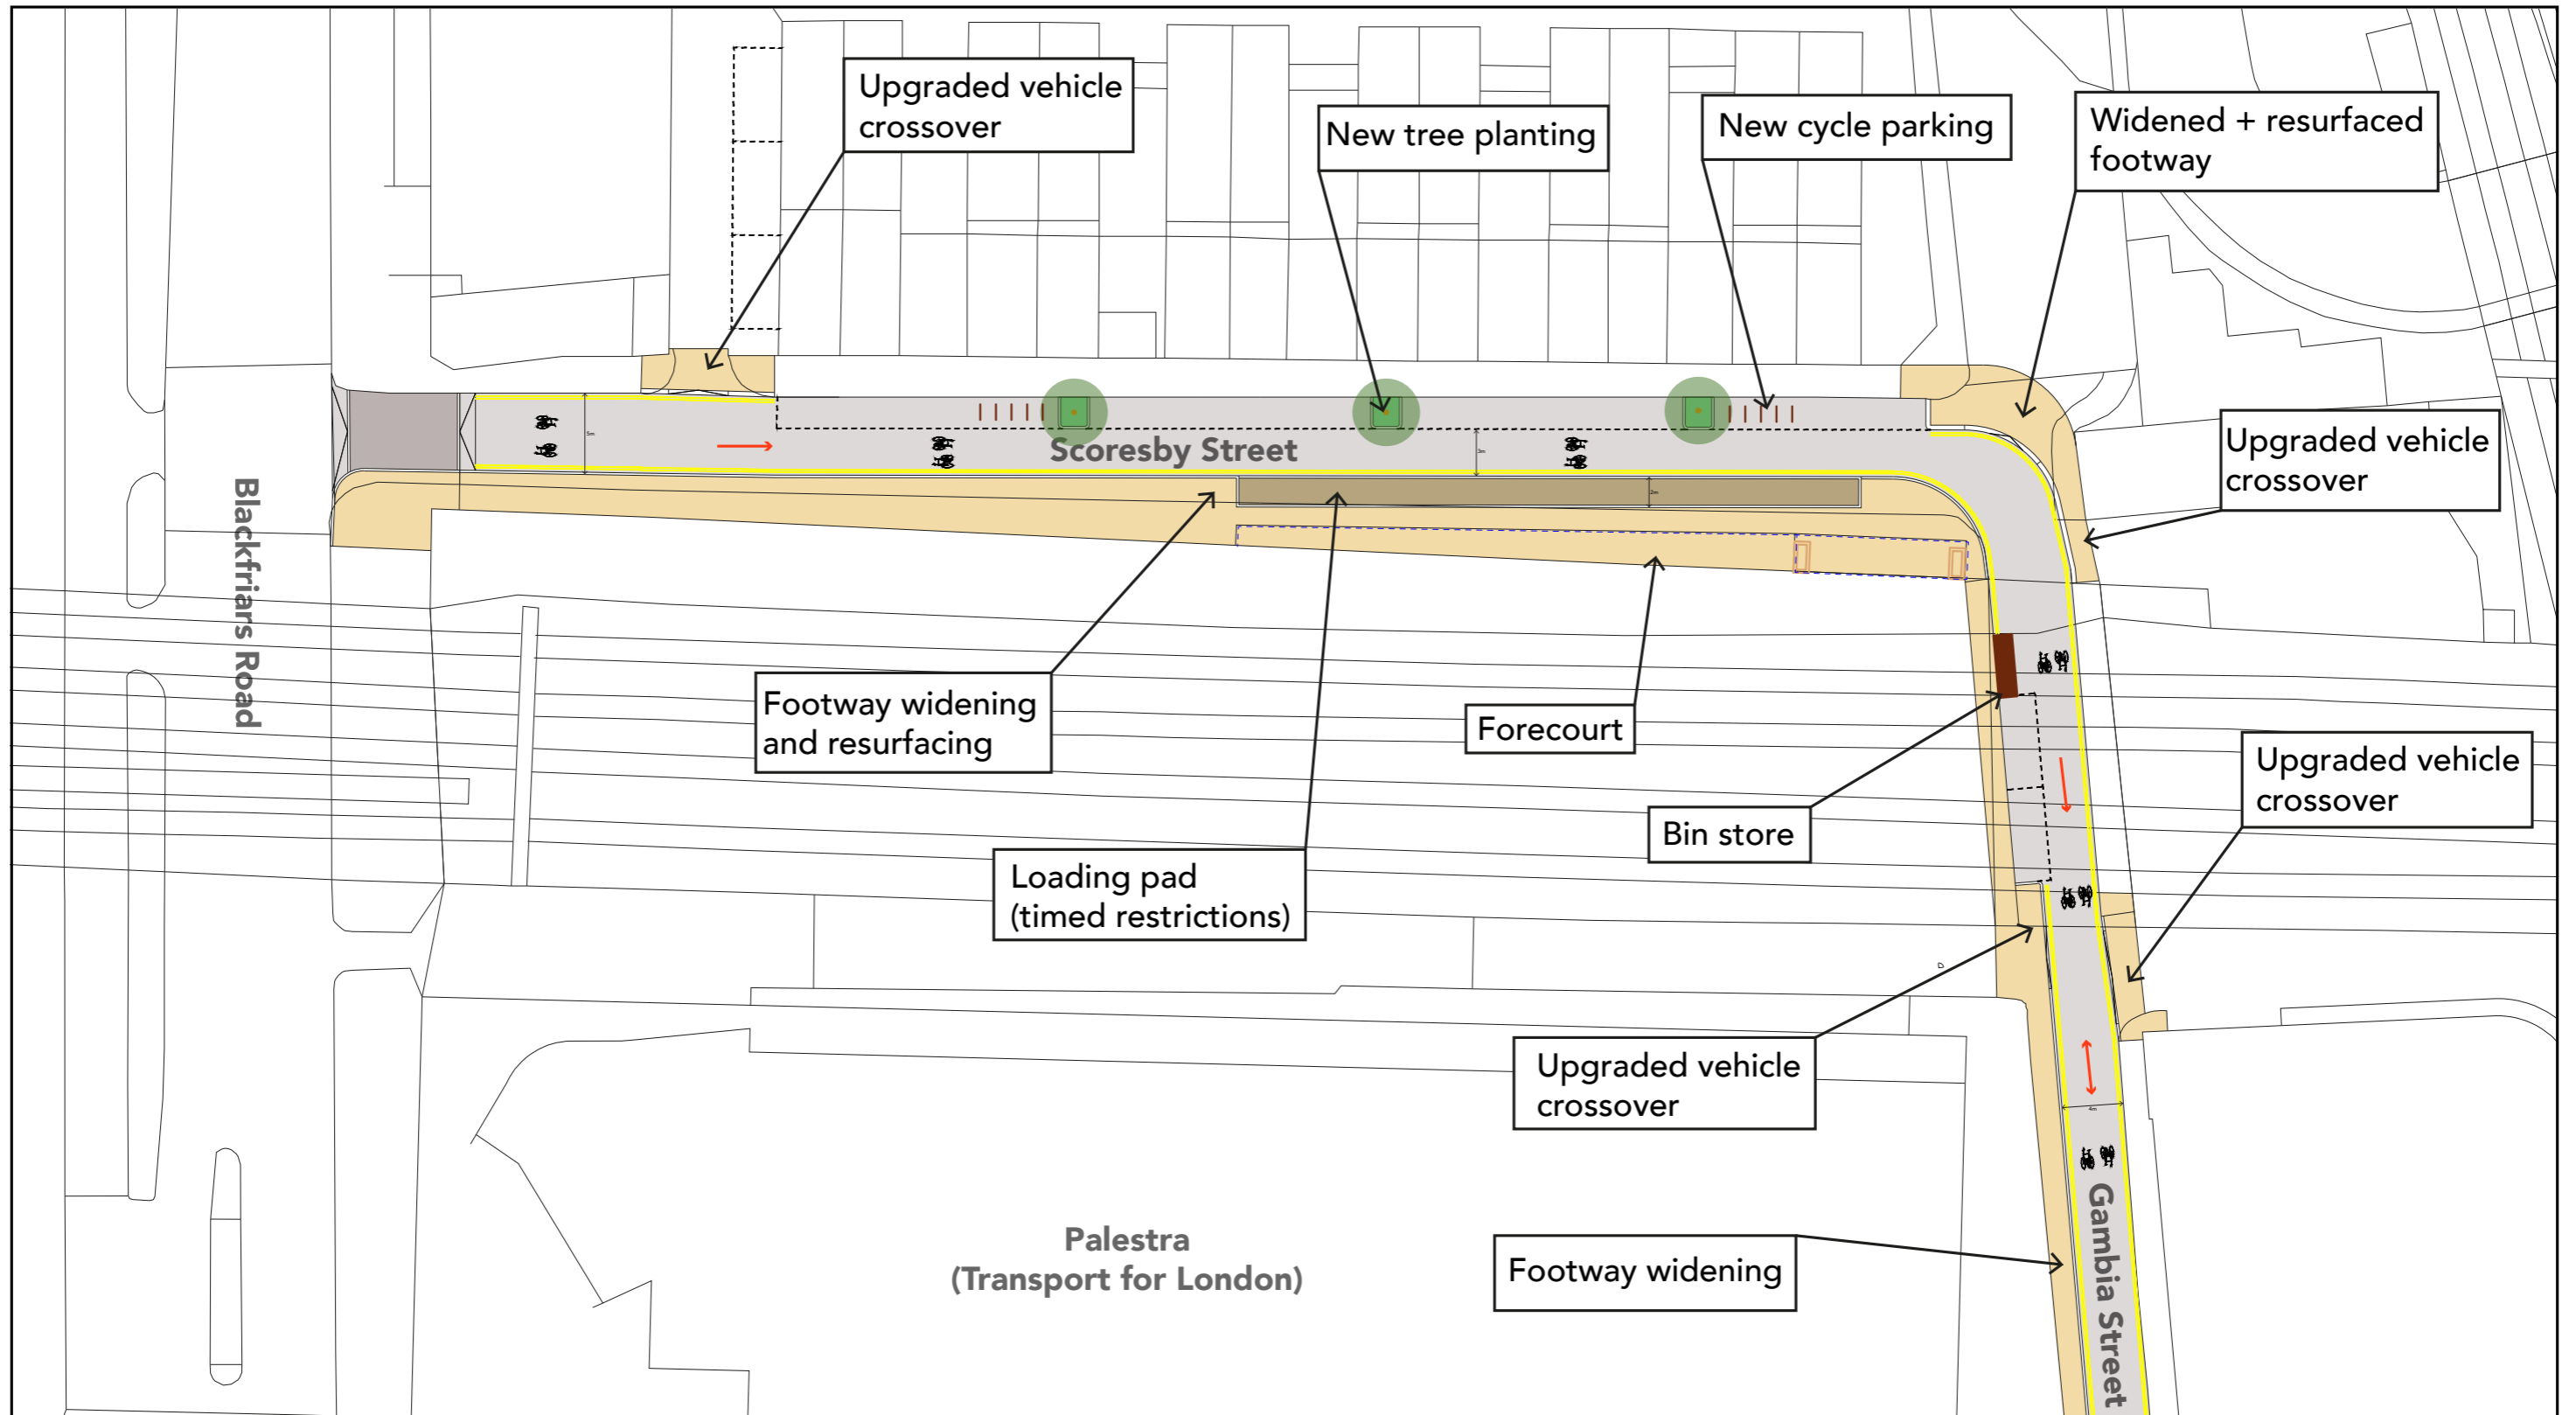 Upgraded vehicle
crossover
New tree planting
New cycle parking
Widened + resurfaced
footway
Upgraded vehicle
crossover
Scoresby Street
Blackfriars Road
Footway widening
and resurfacing
Forecourt
Upgraded vehicle
crossover
Bin store
Loading pad
(timed restrictions)
Upgraded vehicle
crossover
Palestra
(Transport for London)
Footway widening
Gambia Street
4m
5m